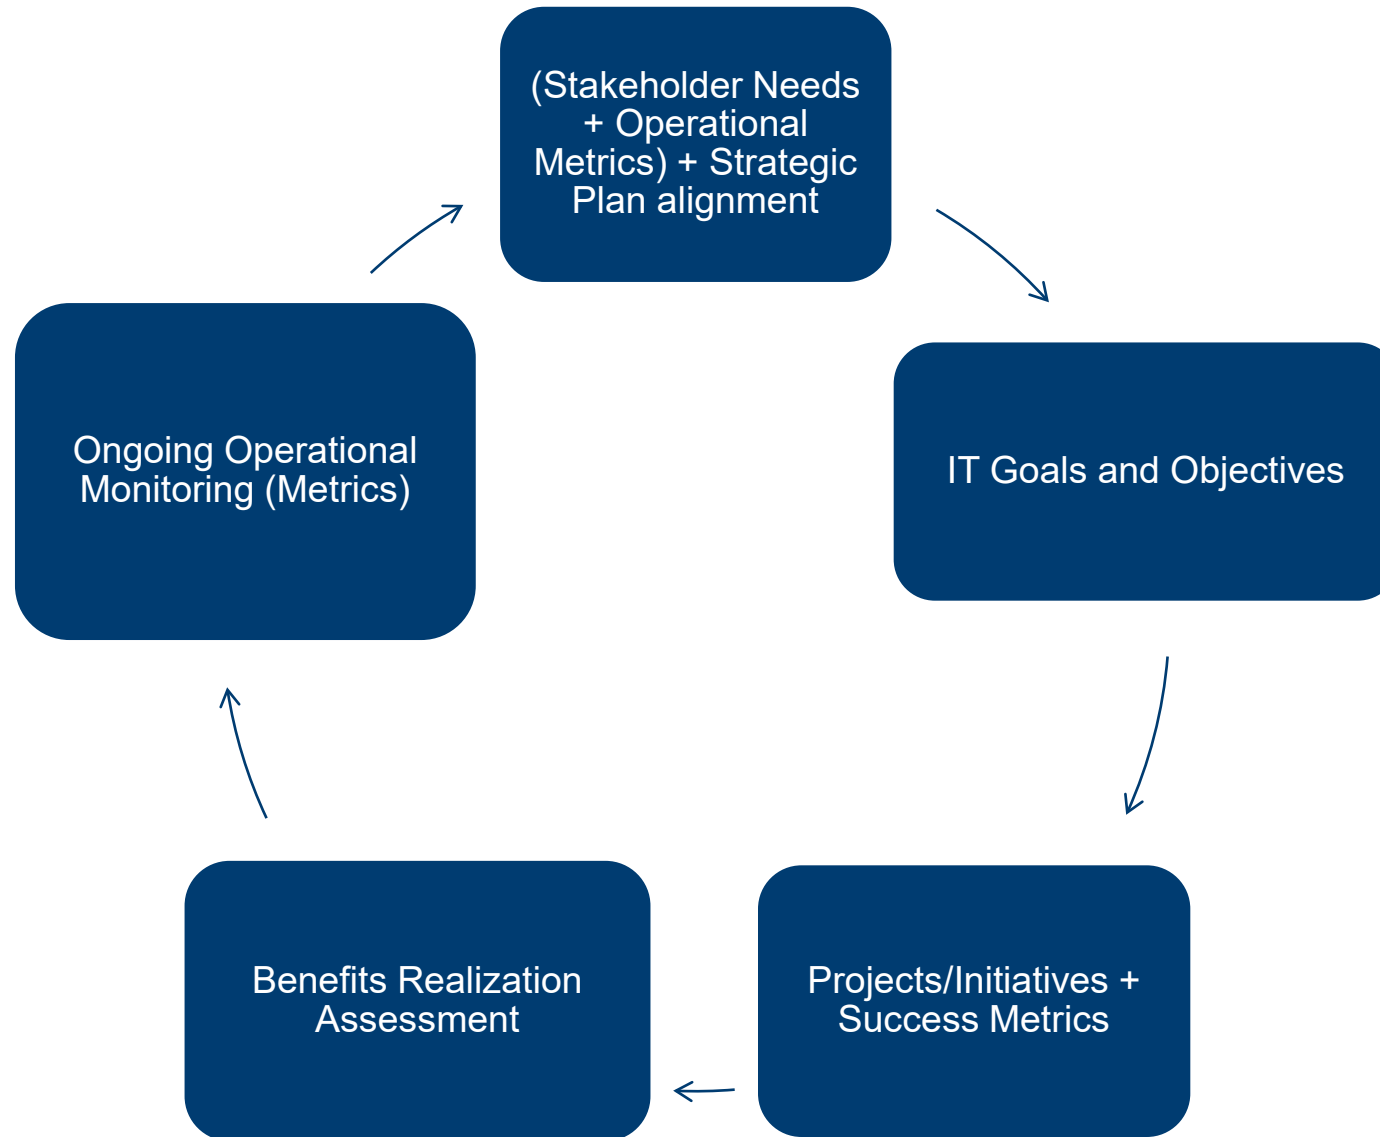 (Stakeholder Needs
+ Operational
Metrics) + Strategic
Plan alignment
IT Goals and Objectives
Projects/Initiatives +
Success Metrics
Benefits Realization
Assessment
Ongoing Operational
Monitoring (Metrics)